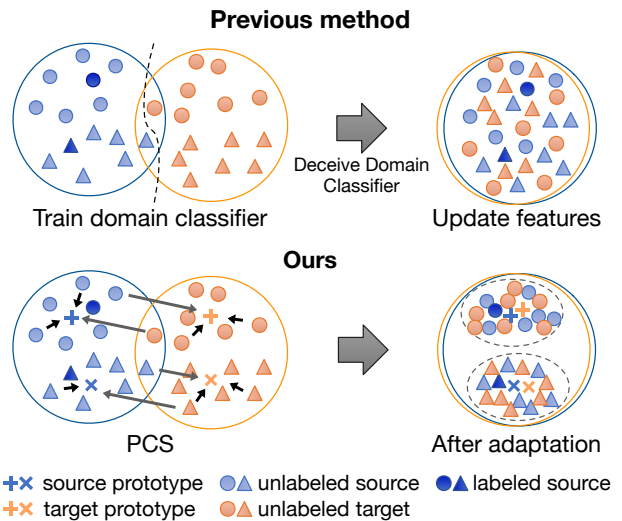 Previous method
Deceive Domain
Classifier
Train domain classifier
Update features
Ours
PCS
After adaptation
source prototype
unlabeled source
labeled source
target prototype
unlabeled target